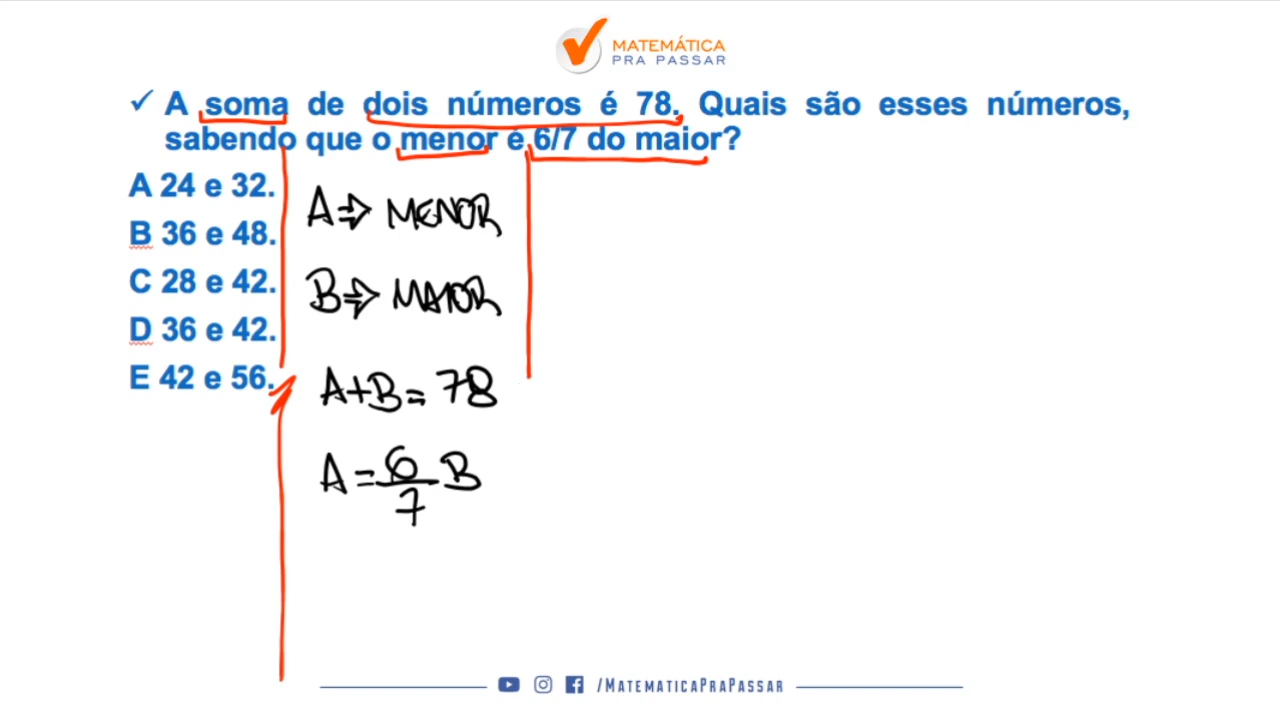 MATEMÁTICA
PRA PASSAR
✓ A soma de dois números é 78. Quais são esses números,
sabendo que o menor é 6/7 do maior?
A 24 e 32.
B 36 e 48.
C 28 e 42.
D 36 e 42.
E 42 e 56.
A ⇒ MENOR
B ⇒ MAIOR
A+B=78
A=6/7 B
/MATEMATICAPRAPASSAR